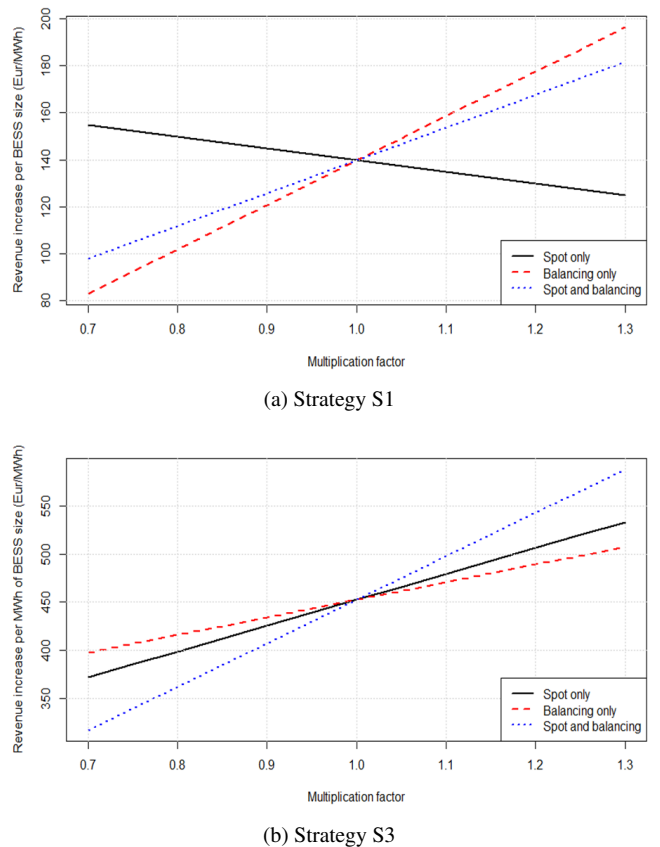 Revenue increase per BESS size (Eur/MWh)
200
180
160
140
120
100
80
Spot only
Balancing only
Spot and balancing
0.7 0.8 0.9 1.0 1.1 1.2 1.3
Multiplication factor
(a) Strategy S1
Revenue increase per MWh of BESS size (Eur/MWh)
550
500
450
400
350
Spot only
Balancing only
Spot and balancing
0.7 0.8 0.9 1.0 1.1 1.2 1.3
Multiplication factor
(b) Strategy S3